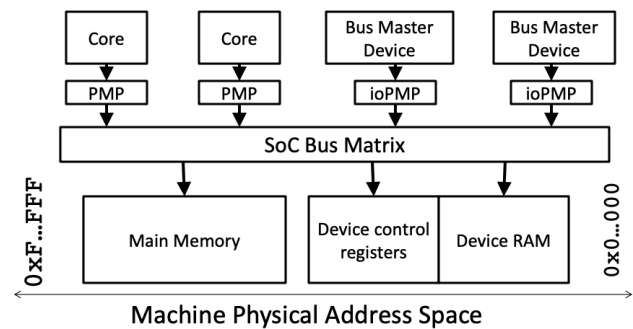 Core
Core
Bus Master
Device
Bus Master
Device
PMP
PMP
ioPMP
ioPMP
SoC Bus Matrix
0xF...FFF
Main Memory
Device control
registers
Device RAM
0x0...000
Machine Physical Address Space